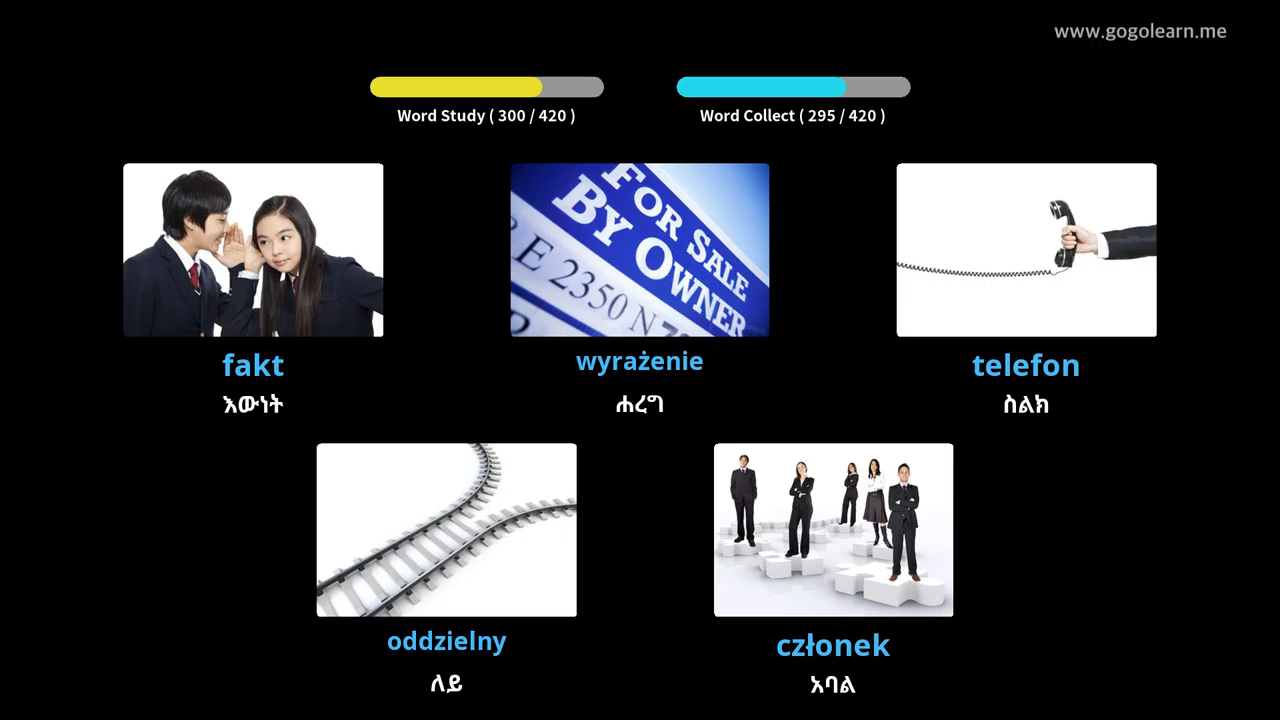 www.gogolearn.me
Word Study ( 300 / 420 )
Word Collect ( 295 / 420 )
FOR SALE
BY OWNER
E 2350 N
fakt
እውነት
wyrażenie
ሐረግ
telefon
ስልክ
oddzielny
ለይ
członek
አባል